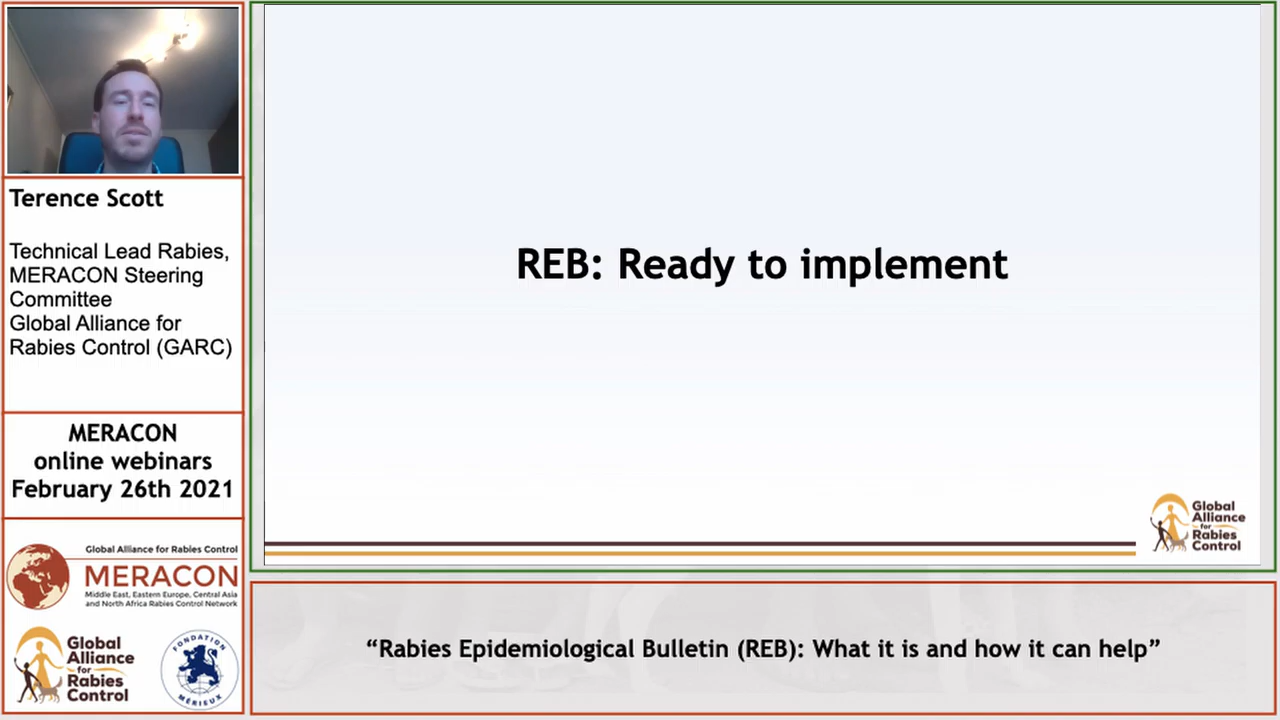 Terence Scott
Technical Lead Rabies,
MERACON Steering
Committee
Global Alliance for
Rabies Control (GARC)
MERACON
online webinars
February 26th 2021
Global Alliance for Rabies Control
MERACON
Middle East, Eastern Europe, Central Asia
and North Africa Rabies Control Network
Global
Alliance
for
Rabies
Control
FONDATION
MÉRIEUX
REB: Ready to implement
Global
Alliance
for
Rabies
Control
“Rabies Epidemiological Bulletin (REB): What it is and how it can help”